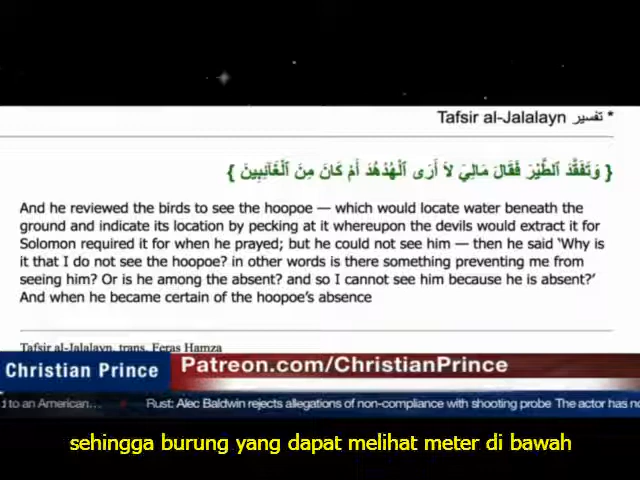 * تفسير Tafsir al-Jalalayn
{ وَتَفَقَّدَ ٱلطَّيْرَ فَقَالَ مَالِيَ لاَ أَرَى ٱلْهُدْهُدَ أَمْ كَانَ مِنَ ٱلْغَآئِبِينَ }
And he reviewed the birds to see the hoopoe — which would locate water beneath the
ground and indicate its location by pecking at it whereupon the devils would extract it for
Solomon required it for when he prayed; but he could not see him — then he said ‘Why is
it that I do not see the hoopoe? in other words is there something preventing me from
seeing him? Or is he among the absent? and so I cannot see him because he is absent?’
And when he became certain of the hoopoe’s absence
Tafsir al-Jalalayn, trans. Feras Hamza
Christian Prince
Patreon.com/ChristianPrince
to an American... Rust: Alec Baldwin rejects allegations of non-compliance with shooting probe The actor has no
sehingga burung yang dapat melihat meter di bawah